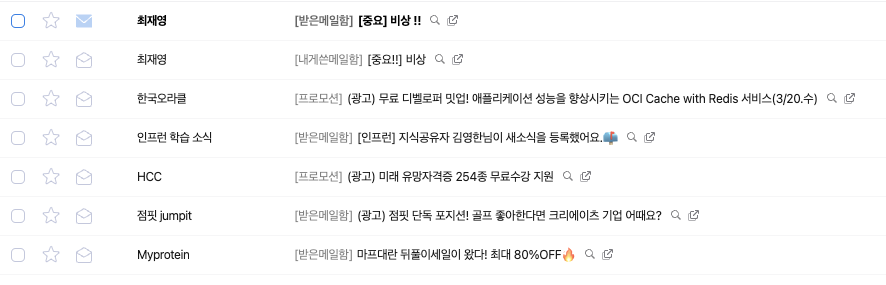 최재영 [받은메일함] [중요] 비상 !!
최재영 [내게쓴메일함] [중요!!] 비상
한국오라클 [프로모션] (광고) 무료 디벨로퍼 밋업! 애플리케이션 성능을 향상시키는 OCI Cache with Redis 서비스(3/20.수)
인프런 학습 소식 [받은메일함] [인프런] 지식공유자 김영한님이 새소식을 등록했어요.📫
HCC [프로모션] (광고) 미래 유망자격증 254종 무료수강 지원
점핏 jumpit [받은메일함] (광고) 점핏 단독 포지션! 골프 좋아한다면 크리에이츠 기업 어때요?
Myprotein [받은메일함] 마프대란 뒤풀이세일이 왔다! 최대 80%OFF🔥